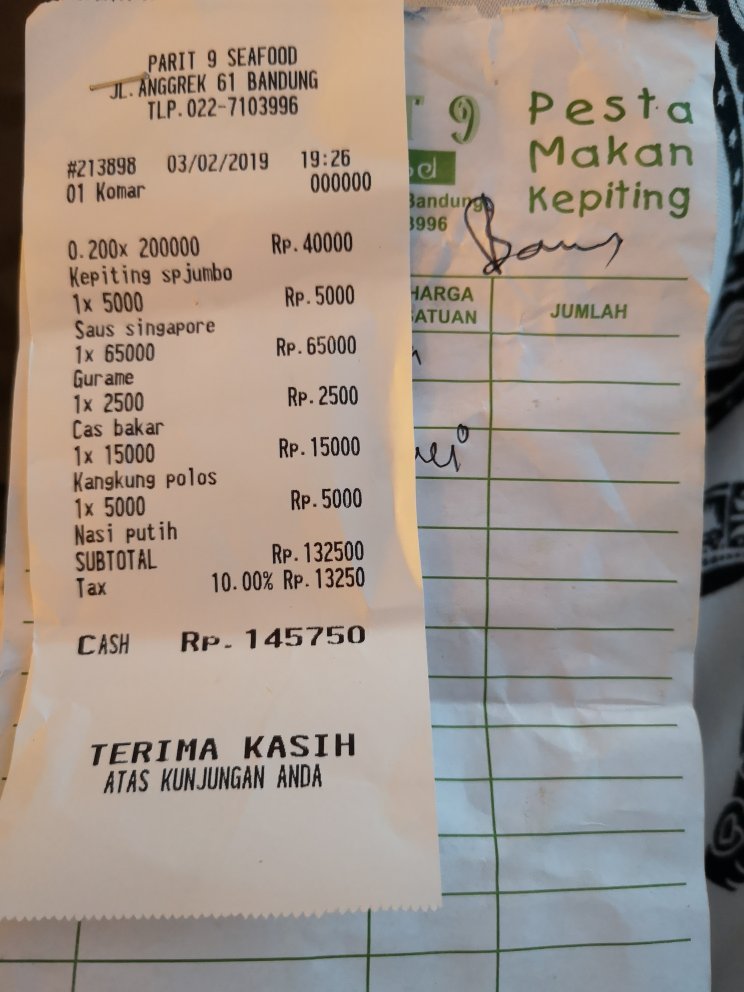 PARIT 9 SEAFOOD
JL.ANGGREK 61 BANDUNG
TLP.022-7103996
#213898 03/02/2019 19:26
01 Komar 000000
0.200x 200000 Rp.40000
Kepiting spjumbo
1x 5000 Rp.5000
Saus singapore
1x 65000 Rp.65000
Gurame
1x 2500 Rp.2500
Cas bakar
1x 15000 Rp.15000
Kangkung polos
1x 5000 Rp.5000
Nasi putih
SUBTOTAL Rp.132500
Tax 10.00% Rp.13250
CASH Rp.145750
TERIMA KASIH
ATAS KUNJUNGAN ANDA
9
Pesta
Makan
Kepiting
Bandung
3996
HARGA
SATUAN
JUMLAH